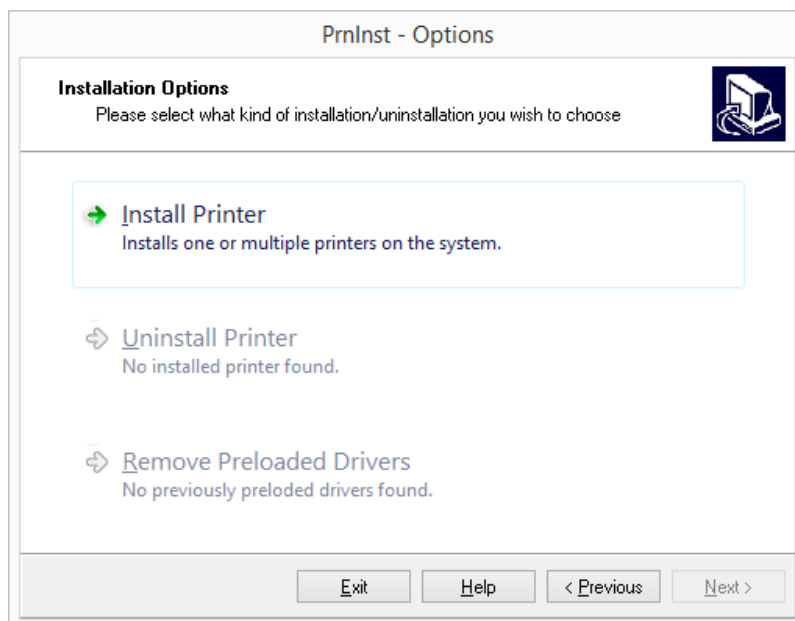 PrnInst - Options
Installation Options
Please select what kind of installation/uninstallation you wish to choose
Install Printer
Installs one or multiple printers on the system.
Uninstall Printer
No installed printer found.
Remove Preloaded Drivers
No previously preloded drivers found.
Exit Help < Previous Next >